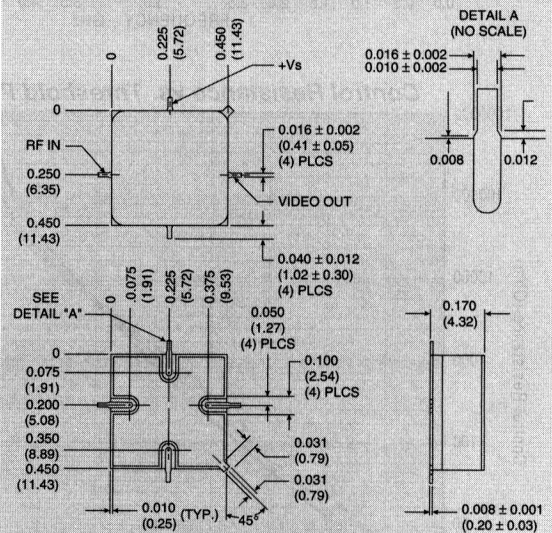 DETAIL A
(NO SCALE)
0
0.225
(5.72)
0.450
(11.43)
+Vs
0.016 ± 0.002
0.010 ± 0.002
0
RF IN
0.250
(6.35)
0.450
(11.43)
0.016 ± 0.002
(0.41 ± 0.05)
(4) PLCS
VIDEO OUT
0.040 ± 0.012
(1.02 ± 0.30)
(4) PLCS
0.008
0.012
SEE
DETAIL "A"
0
0.075
(1.91)
0.225
(5.72)
0.375
(9.53)
0.050
(1.27)
(4) PLCS
0.100
(2.54)
(4) PLCS
0.170
(4.32)
0
0.075
(1.91)
0.200
(5.08)
0.350
(8.89)
0.450
(11.43)
0.031
(0.79)
0.031
(0.79)
0.010
(0.25)
(TYP.)
45°
0.008 ± 0.001
(0.20 ± 0.03)